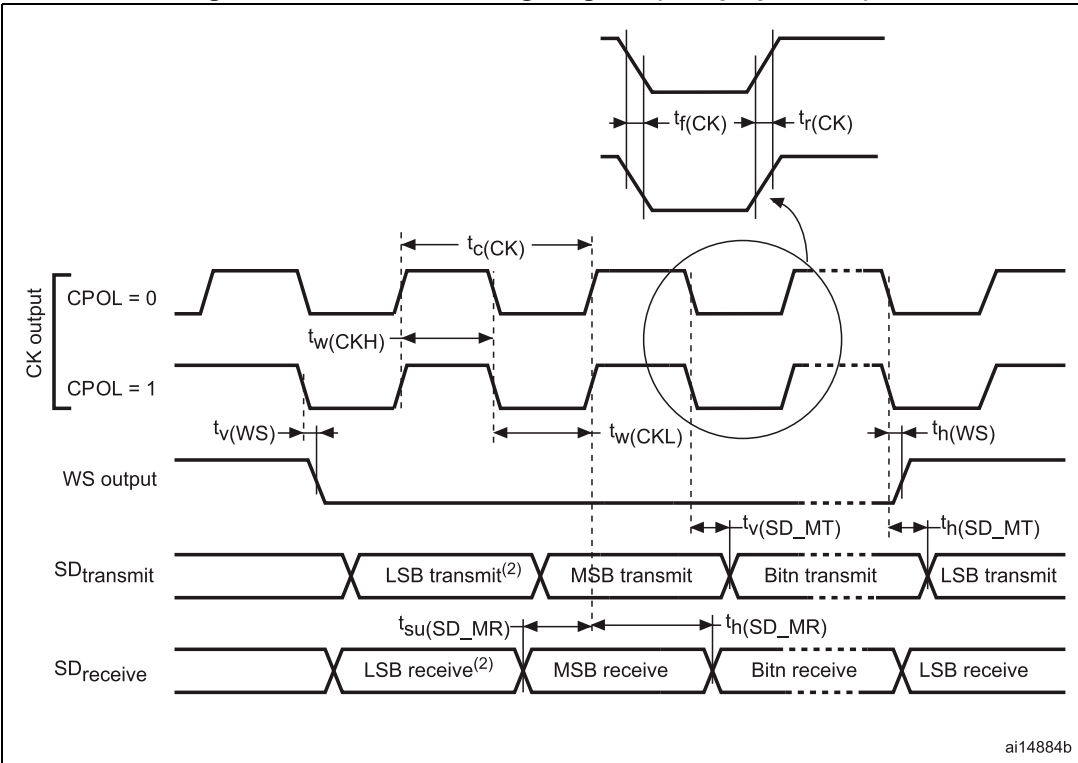 tf(CK)
tr(CK)
tc(CK)
CK output
CPOL = 0
tw(CKH)
CPOL = 1
tv(WS)
tw(CKL)
th(WS)
WS output
tv(SD_MT)
th(SD_MT)
SDtransmit
LSB transmit(2)
MSB transmit
Bitn transmit
LSB transmit
tsu(SD_MR)
th(SD_MR)
SDreceive
LSB receive(2)
MSB receive
Bitn receive
LSB receive
ai14884b